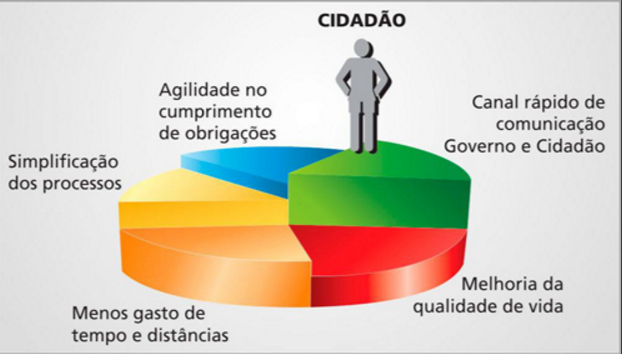 CIDADÃO
Agilidade no
cumprimento
de obrigações
Canal rápido de
comunicação
Governo e Cidadão
Simplificação
dos processos
Melhoria da
qualidade de vida
Menos gasto de
tempo e distâncias